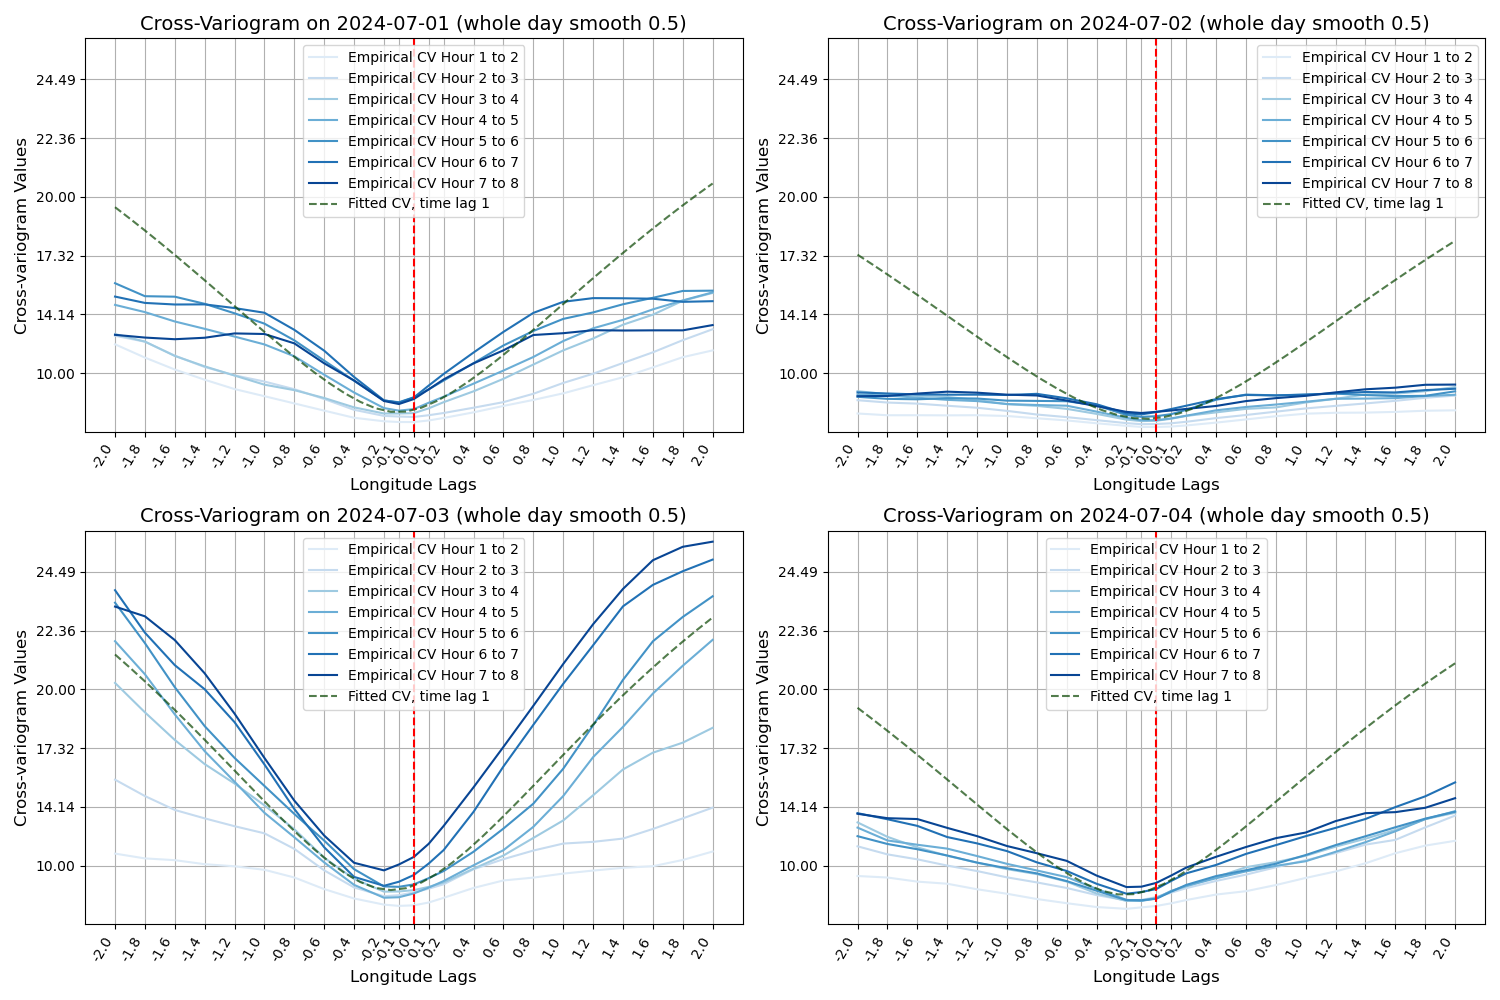 Cross-Variogram on 2024-07-01 (whole day smooth 0.5)
Cross-variogram Values
24.49
22.36
20.00
17.32
14.14
10.00
Empirical CV Hour 1 to 2
Empirical CV Hour 2 to 3
Empirical CV Hour 3 to 4
Empirical CV Hour 4 to 5
Empirical CV Hour 5 to 6
Empirical CV Hour 6 to 7
Empirical CV Hour 7 to 8
Fitted CV, time lag 1
-2.0 -1.8 -1.6 -1.4 -1.2 -1.0 -0.8 -0.6 -0.4 -0.2 -0.1 0.0 0.1 0.2 0.4 0.6 0.8 1.0 1.2 1.4 1.6 1.8 2.0
Longitude Lags
Cross-Variogram on 2024-07-02 (whole day smooth 0.5)
Cross-variogram Values
24.49
22.36
20.00
17.32
14.14
10.00
Empirical CV Hour 1 to 2
Empirical CV Hour 2 to 3
Empirical CV Hour 3 to 4
Empirical CV Hour 4 to 5
Empirical CV Hour 5 to 6
Empirical CV Hour 6 to 7
Empirical CV Hour 7 to 8
Fitted CV, time lag 1
-2.0 -1.8 -1.6 -1.4 -1.2 -1.0 -0.8 -0.6 -0.4 -0.2 -0.1 0.0 0.1 0.2 0.4 0.6 0.8 1.0 1.2 1.4 1.6 1.8 2.0
Longitude Lags
Cross-Variogram on 2024-07-03 (whole day smooth 0.5)
Cross-variogram Values
24.49
22.36
20.00
17.32
14.14
10.00
Empirical CV Hour 1 to 2
Empirical CV Hour 2 to 3
Empirical CV Hour 3 to 4
Empirical CV Hour 4 to 5
Empirical CV Hour 5 to 6
Empirical CV Hour 6 to 7
Empirical CV Hour 7 to 8
Fitted CV, time lag 1
-2.0 -1.8 -1.6 -1.4 -1.2 -1.0 -0.8 -0.6 -0.4 -0.2 -0.1 0.0 0.1 0.2 0.4 0.6 0.8 1.0 1.2 1.4 1.6 1.8 2.0
Longitude Lags
Cross-Variogram on 2024-07-04 (whole day smooth 0.5)
Cross-variogram Values
24.49
22.36
20.00
17.32
14.14
10.00
Empirical CV Hour 1 to 2
Empirical CV Hour 2 to 3
Empirical CV Hour 3 to 4
Empirical CV Hour 4 to 5
Empirical CV Hour 5 to 6
Empirical CV Hour 6 to 7
Empirical CV Hour 7 to 8
Fitted CV, time lag 1
-2.0 -1.8 -1.6 -1.4 -1.2 -1.0 -0.8 -0.6 -0.4 -0.2 -0.1 0.0 0.1 0.2 0.4 0.6 0.8 1.0 1.2 1.4 1.6 1.8 2.0
Longitude Lags